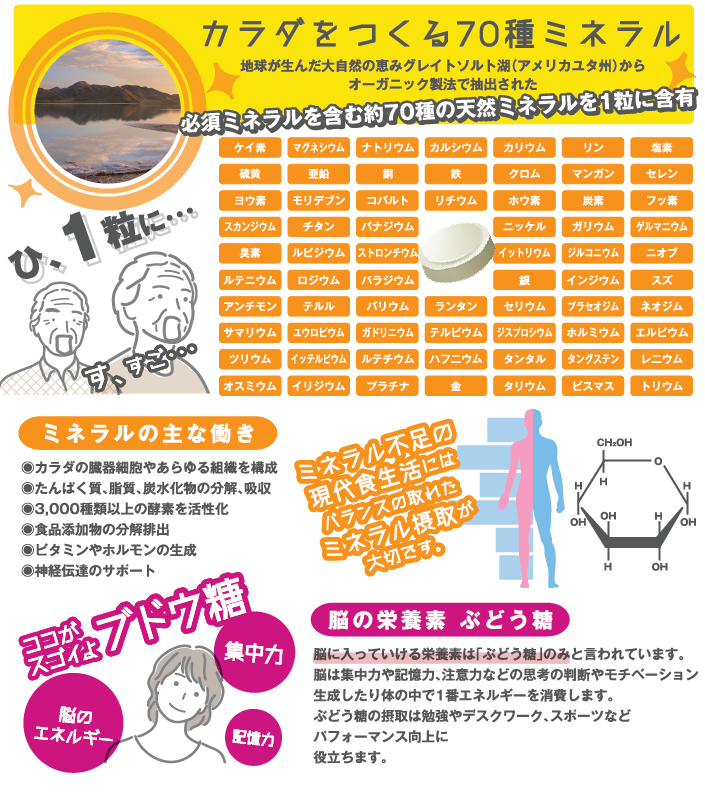 カラダをつくる70種ミネラル
地球が生んだ大自然の恵みグレイトソルト湖（アメリカユタ州）から
オーガニック製法で抽出された
必須ミネラルを含む約70種の天然ミネラルを1粒に含有
ケイ素 マグネシウム ナトリウム カルシウム カリウム リン 塩素
硫黄 亜鉛 銅 鉄 クロム マンガン セレン
ヨウ素 モリデブン コバルト リチウム ホウ素 炭素 フッ素
スカンジウム チタン バナジウム ニッケル ガリウム ゲルマニウム
臭素 ルビジウム ストロンチウム イットリウム ジルコニウム ニオブ
ルテニウム ロジウム パラジウム 銀 インジウム スズ
アンチモン テルル バリウム ランタン セリウム プラセオジム ネオジム
サマリウム ユウロビウム ガドリニウム テルビウム ジスプロシウム ホルミウム エルビウム
ツリウム イッテルビウム ルテチウム ハフニウム タンタル タングステン レニウム
オスミウム イリジウム プラチナ 金 タリウム ビスマス トリウム
ひ、1粒に…
す、すご…
ミネラルの主な働き
◉カラダの臓器細胞やあらゆる組織を構成
◉たんぱく質、脂質、炭水化物の分解、吸収
◉3,000種類以上の酵素を活性化
◉食品添加物の分解排出
◉ビタミンやホルモンの生成
◉神経伝達のサポート
ミネラル不足の
現代食生活には
バランスの取れた
ミネラル摂取が
大切です。
CH₂OH
O
H
H
H
OH
OH
H
OH
H
OH
ココが
スゴイよ
ブドウ糖
集中力
脳の
エネルギー
記憶力
脳の栄養素 ぶどう糖
脳に入っていける栄養素は「ぶどう糖」のみと言われています。
脳は集中力や記憶力、注意力などの思考の判断やモチベーション
生成したり体の中で1番エネルギーを消費します。
ぶどう糖の摂取は勉強やデスクワーク、スポーツなど
パフォーマンス向上に
役立ちます。